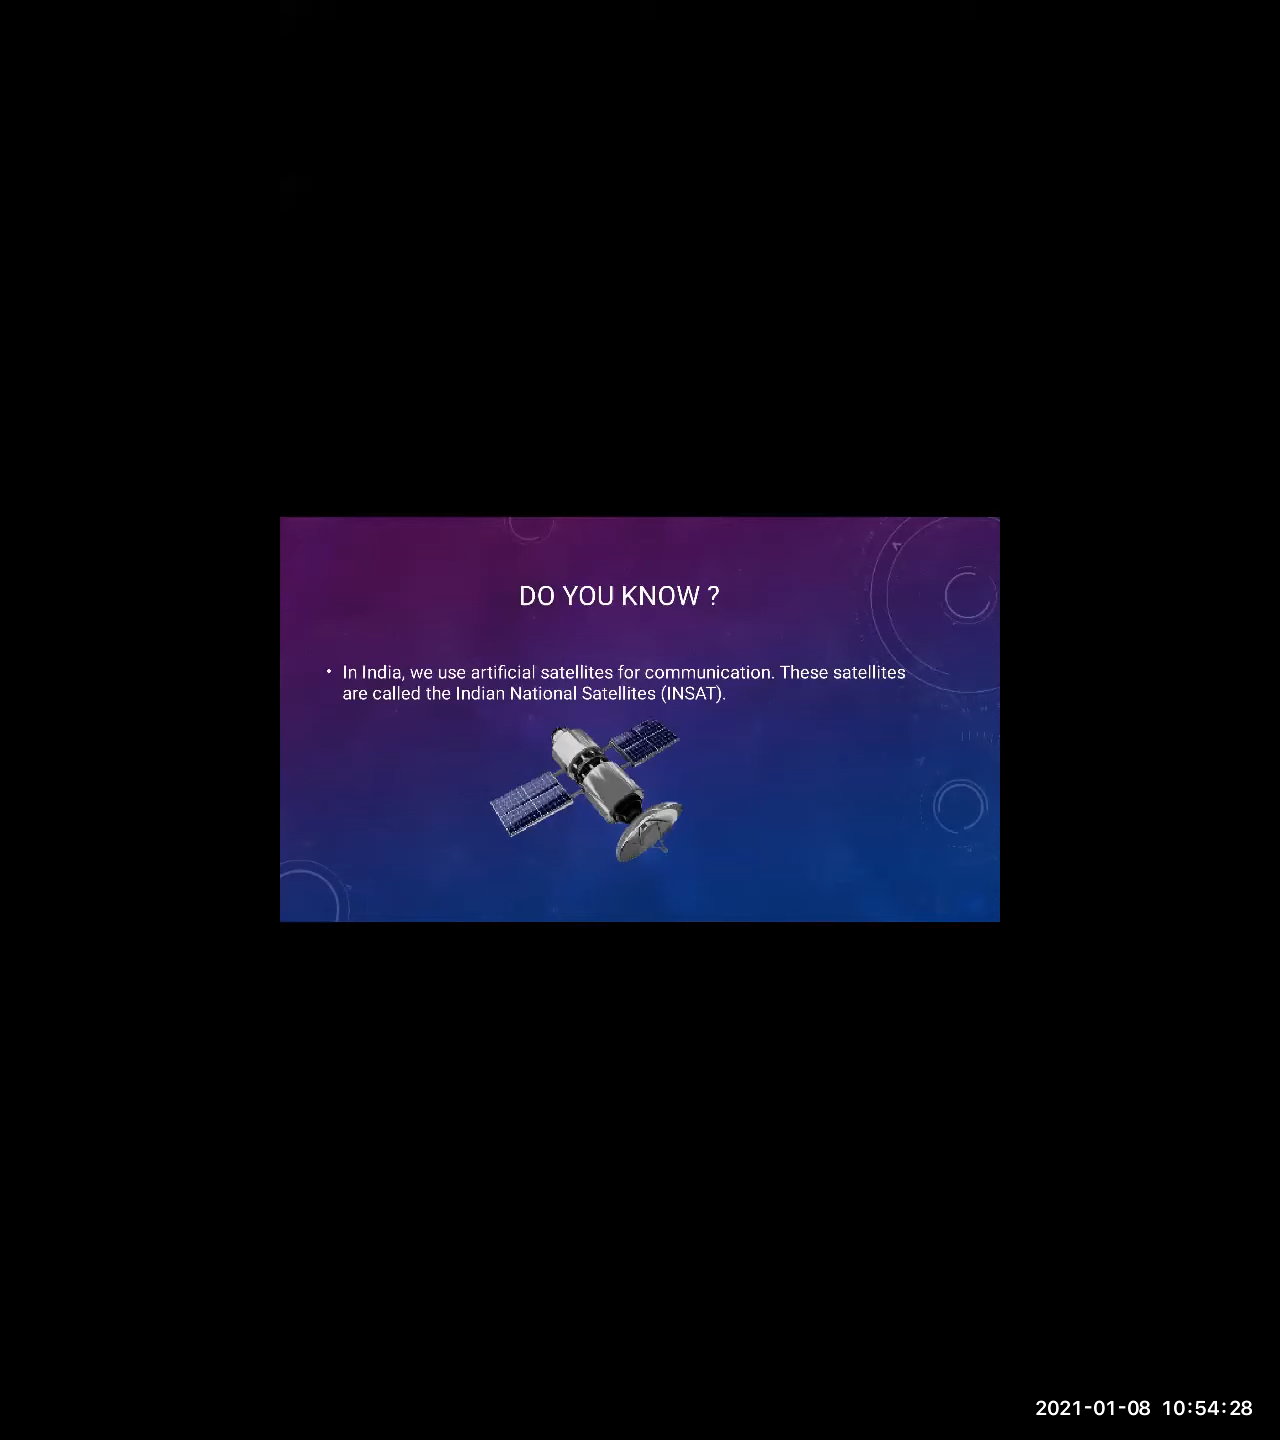 DO YOU KNOW ?
• In India, we use artificial satellites for communication. These satellites
are called the Indian National Satellites (INSAT).
2021-01-08 10:54:28